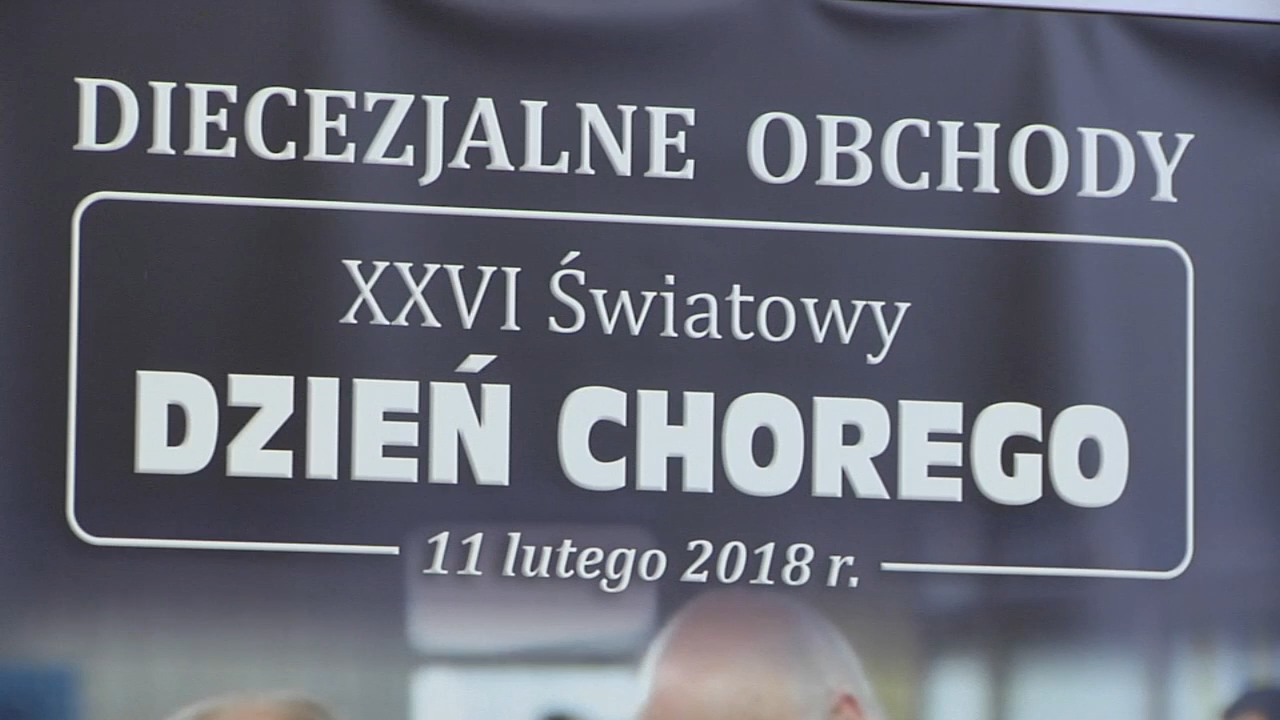 DIECEZJALNE OBCHODY
XXVI Światowy
DZIEŃ CHOREGO
11 lutego 2018 r.